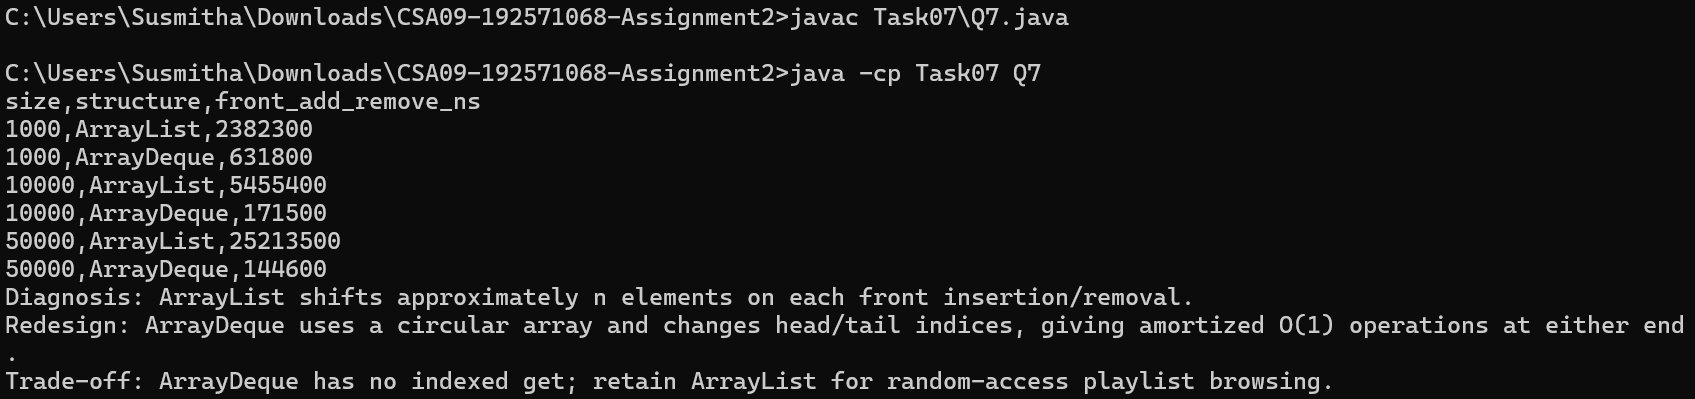 C:\Users\Susmitha\Downloads\CSA09-192571068-Assignment2>javac Task07\Q7.java
C:\Users\Susmitha\Downloads\CSA09-192571068-Assignment2>java -cp Task07 Q7
size,structure,front_add_remove_ns
1000,ArrayList,2382300
1000,ArrayDeque,631800
10000,ArrayList,5455400
10000,ArrayDeque,171500
50000,ArrayList,25213500
50000,ArrayDeque,144600
Diagnosis: ArrayList shifts approximately n elements on each front insertion/removal.
Redesign: ArrayDeque uses a circular array and changes head/tail indices, giving amortized O(1) operations at either end
.
Trade-off: ArrayDeque has no indexed get; retain ArrayList for random-access playlist browsing.